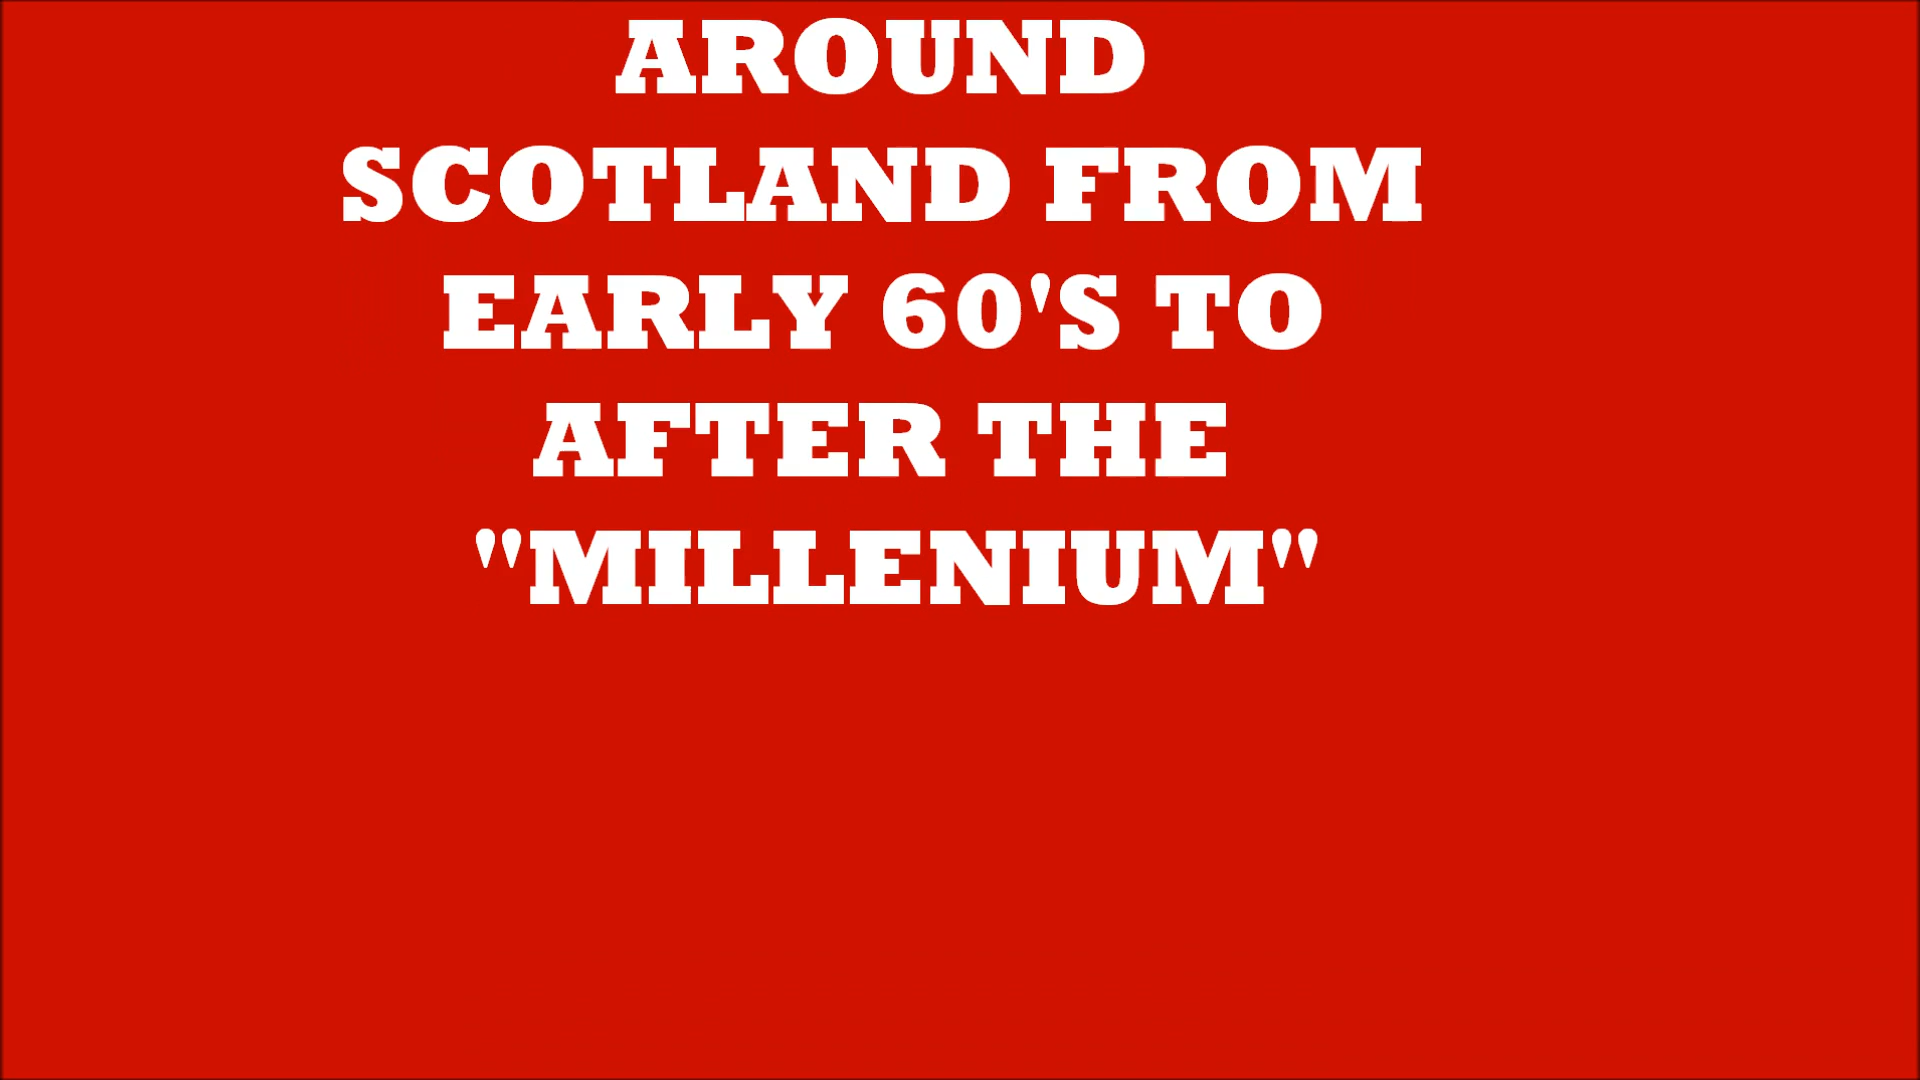 AROUND
SCOTLAND FROM
EARLY 60'S TO
AFTER THE
"MILLENIUM"